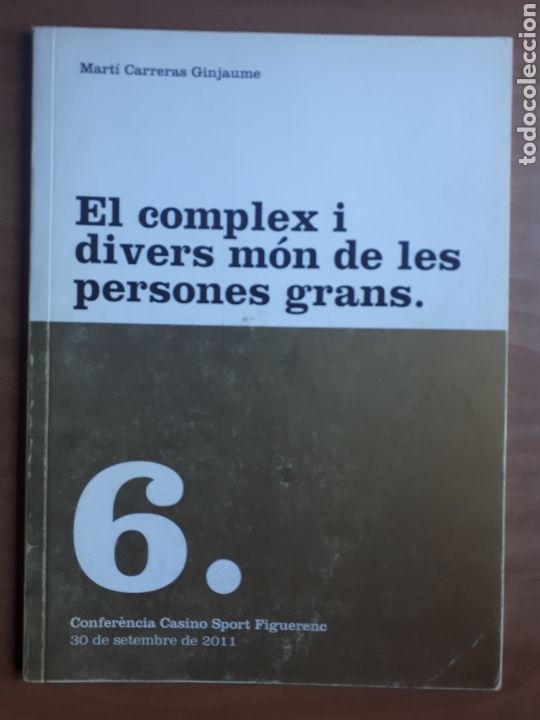 Martí Carreras Ginjaume
El complex i
divers món de les
persones grans.
6.
Conferència Casino Sport Figuerenc
30 de setembre de 2011
todocoleccion